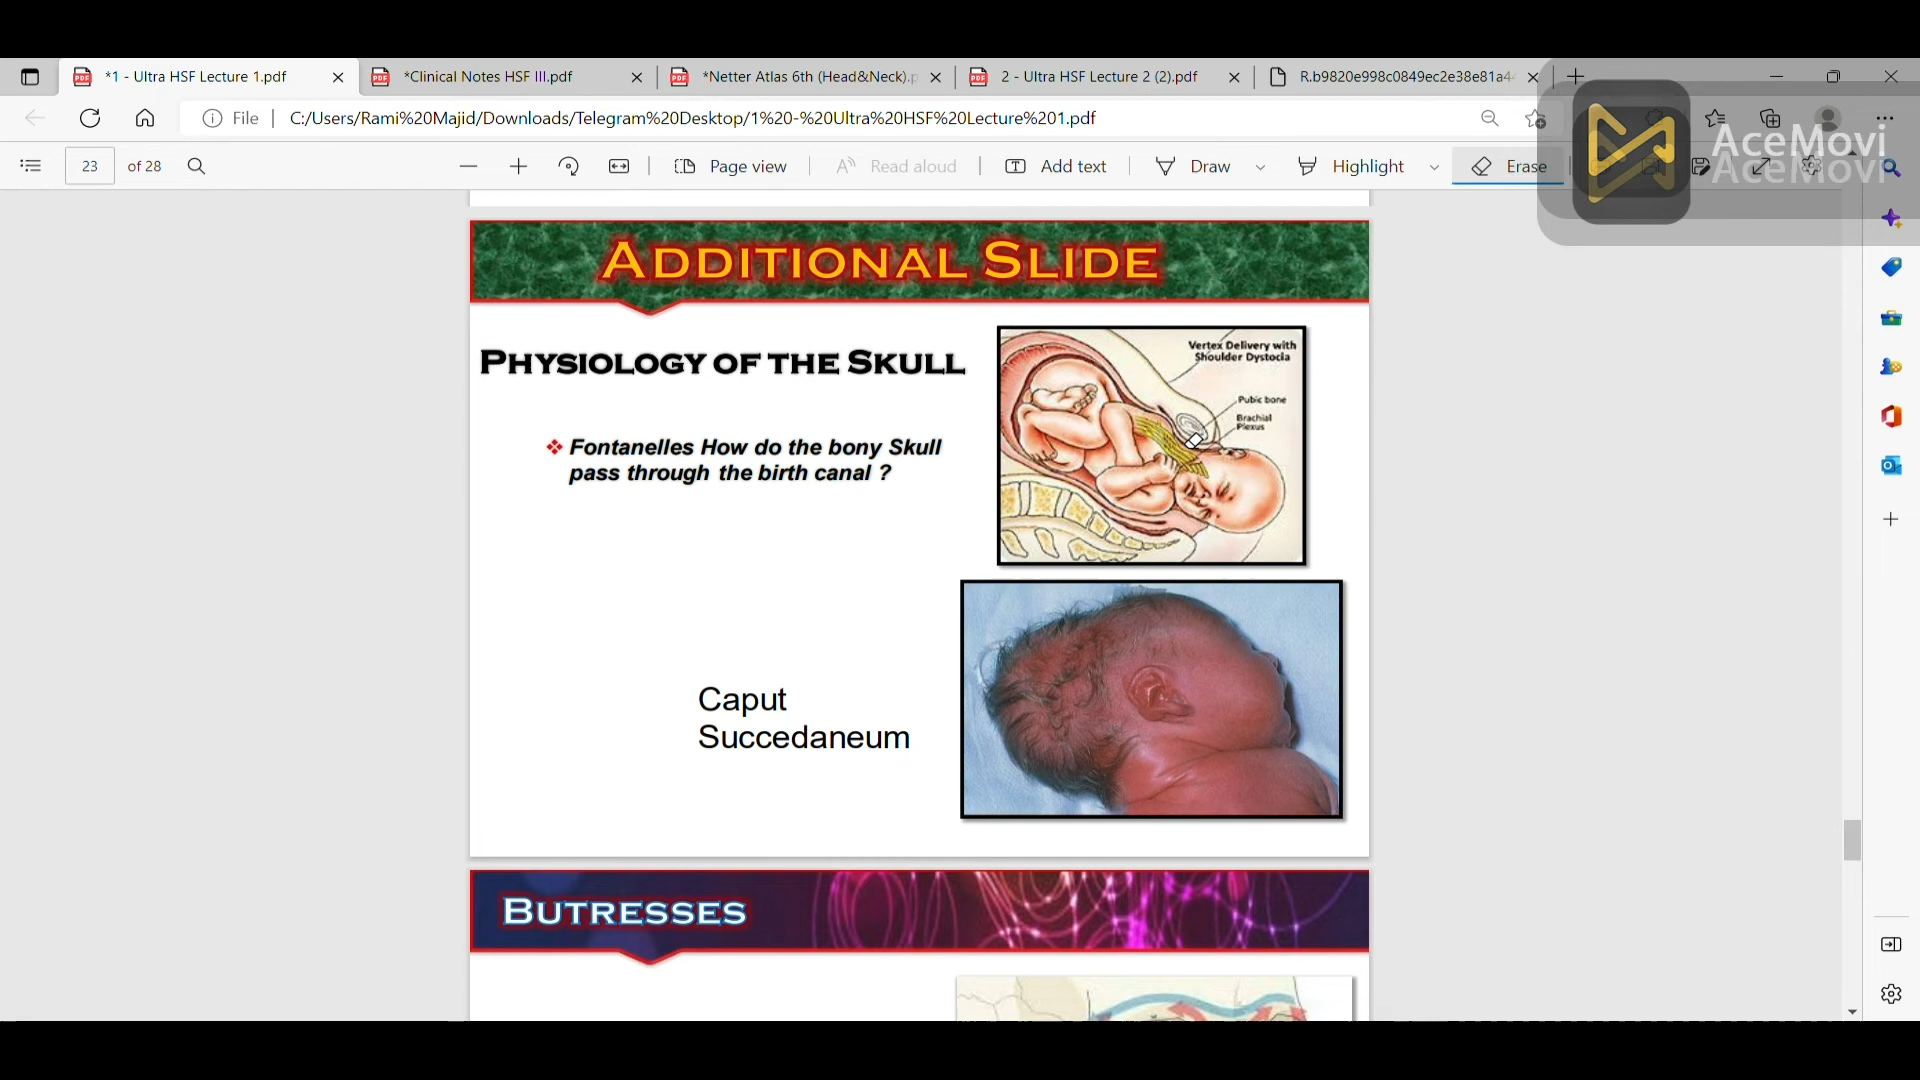 *1 - Ultra HSF Lecture 1.pdf
*Clinical Notes HSF III.pdf
*Netter Atlas 6th (Head&Neck).p
2 - Ultra HSF Lecture 2 (2).pdf
R.b9820e998c0849ec2e38e81a4
File
C:/Users/Rami%20Majid/Downloads/Telegram%20Desktop/1%20-%20Ultra%20HSF%20Lecture%201.pdf
AceMovi
AceMovi
23 of 28
Page view
Read aloud
Add text
Draw
Highlight
Erase
ADDITIONAL SLIDE
PHYSIOLOGY OF THE SKULL
Vertex Delivery with
Shoulder Dystocia
Pubic bone
Brachial
Plexus
Fontanelles How do the bony Skull
pass through the birth canal ?
Caput
Succedaneum
BUTRESSES